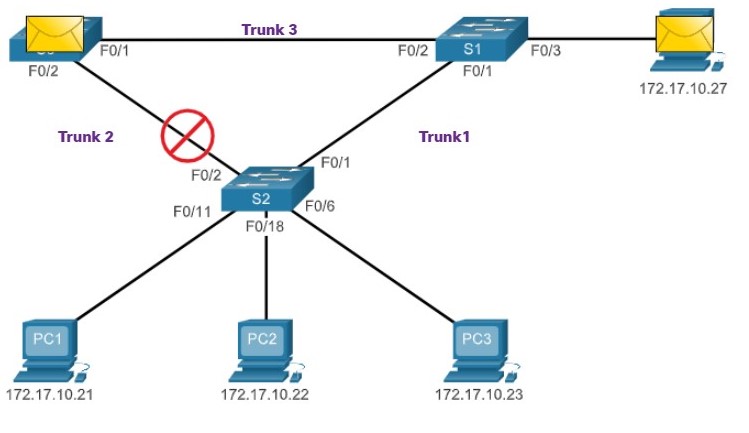 Trunk 3
F0/1
F0/2
S1
F0/3
F0/2
F0/1
172.17.10.27
Trunk 2
Trunk1
F0/1
F0/2
S2
F0/11
F0/6
F0/18
PC1
PC2
PC3
172.17.10.21
172.17.10.22
172.17.10.23